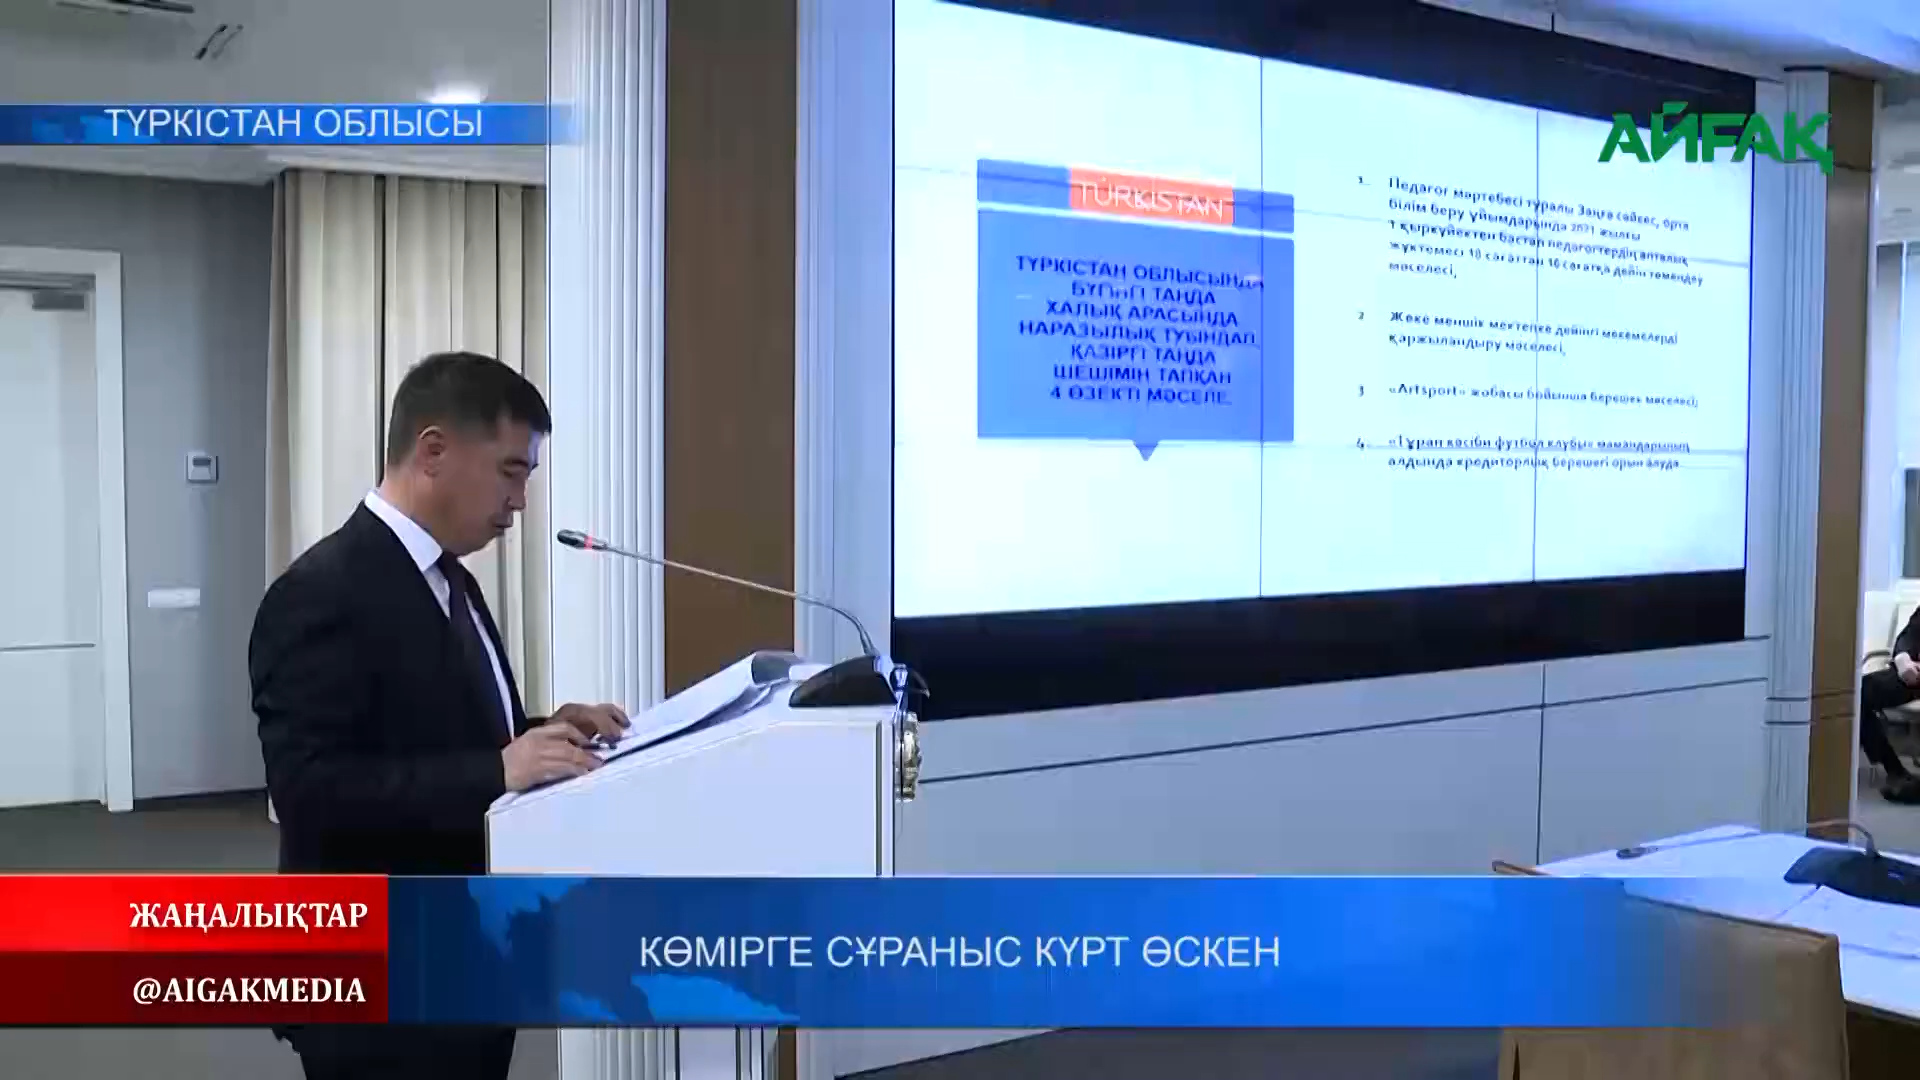 ТҮРКІСТАН ОБЛЫСЫ
АЙҒАҚ
TÚRKISTAN
ТҮРКІСТАН ОБЛЫСЫНДА
БҮГІНГІ ТАҢДА
ХАЛЫҚ АРАСЫНДА
НАРАЗЫЛЫҚ ТУЫНДАП,
ҚАЗІРГІ ТАҢДА
ШЕШІМІН ТАПҚАН
4 ӨЗЕКТІ МӘСЕЛЕ.
1. Педагог мәртебесі туралы Заңға сәйкес, орта
білім беру ұйымдарында 2021 жылғы
1 қыркүйектен бастап педагогтердің апталық
жүктемесі 18 сағаттан 16 сағатқа дейін төмендеу
мәселесі;
2 Жеке меншік мектепке дейінгі мекемелерді
қаржыландыру мәселесі;
3 «Artsport» жобасы бойынша берешек мәселесі;
4. «Тұран кәсіби футбол клубы» мамандарының
алдында кредиторлық берешегі орын алуда.
ЖАҢАЛЫҚТАР
@AIGAKMEDIA
КӨМІРГЕ СҰРАНЫС КҮРТ ӨСКЕН